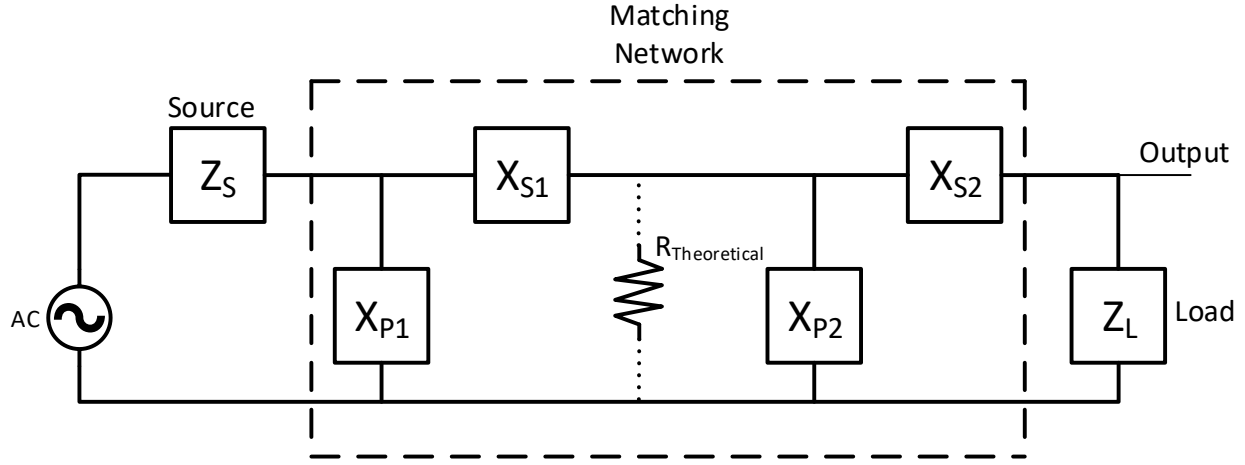 Matching
Network
Source
Z_S
X_S1
X_S2
Output
R_Theoretical
AC
X_P1
X_P2
Z_L
Load